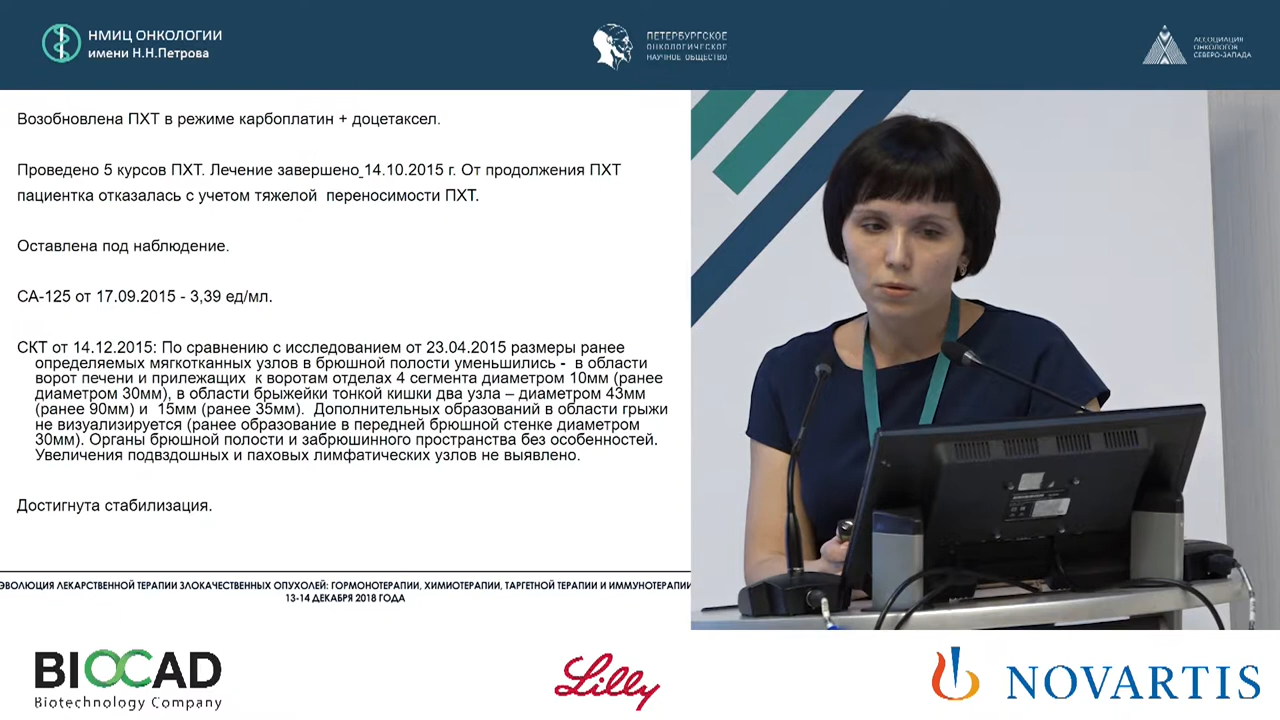 НМИЦ ОНКОЛОГИИ
имени Н.Н.Петрова
ПЕТЕРБУРГСКОЕ
ОНКОЛОГИЧЕСКОЕ
НАУЧНОЕ ОБЩЕСТВО
АССОЦИАЦИЯ
ОНКОЛОГОВ
СЕВЕРО-ЗАПАДА
Возобновлена ПХТ в режиме карбоплатин + доцетаксел.
Проведено 5 курсов ПХТ. Лечение завершено 14.10.2015 г. От продолжения ПХТ
пациентка отказалась с учетом тяжелой переносимости ПХТ.
Оставлена под наблюдение.
СА-125 от 17.09.2015 - 3,39 ед/мл.
СКТ от 14.12.2015: По сравнению с исследованием от 23.04.2015 размеры ранее
определяемых мягкотканных узлов в брюшной полости уменьшились - в области
ворот печени и прилежащих к воротам отделах 4 сегмента диаметром 10мм (ранее
диаметром 30мм), в области брыжейки тонкой кишки два узла – диаметром 43мм
(ранее 90мм) и 15мм (ранее 35мм). Дополнительных образований в области грыжи
не визуализируется (ранее образование в передней брюшной стенке диаметром
30мм). Органы брюшной полости и забрюшинного пространства без особенностей.
Увеличения подвздошных и паховых лимфатических узлов не выявлено.
Достигнута стабилизация.
ЭВОЛЮЦИЯ ЛЕКАРСТВЕННОЙ ТЕРАПИИ ЗЛОКАЧЕСТВЕННЫХ ОПУХОЛЕЙ: ГОРМОНОТЕРАПИИ, ХИМИОТЕРАПИИ, ТАРГЕТНОЙ ТЕРАПИИ И ИММУНОТЕРАПИИ
13-14 ДЕКАБРЯ 2018 ГОДА
BIOCAD
Biotechnology Company
Lilly
NOVARTIS